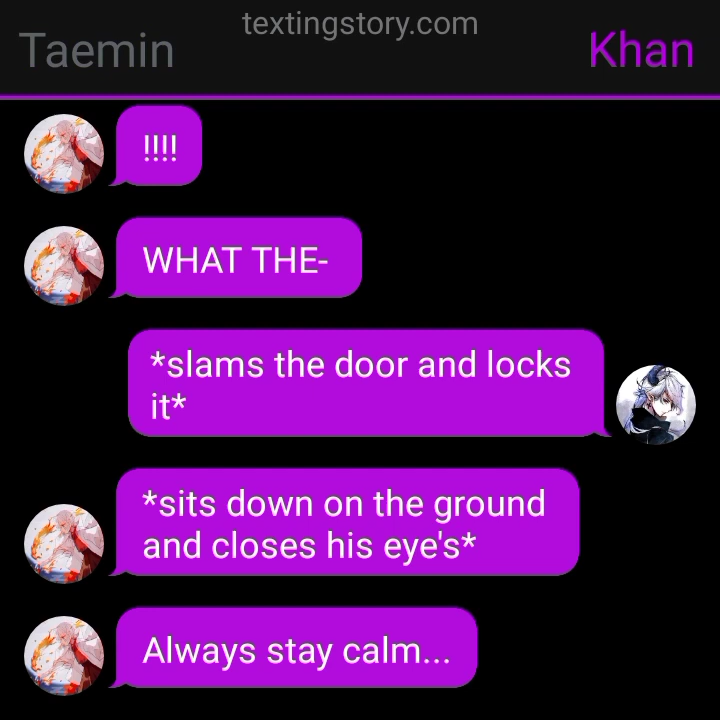 textingstory.com
Taemin
Khan
!!!!
WHAT THE-
*slams the door and locks
it*
*sits down on the ground
and closes his eye's*
Always stay calm...